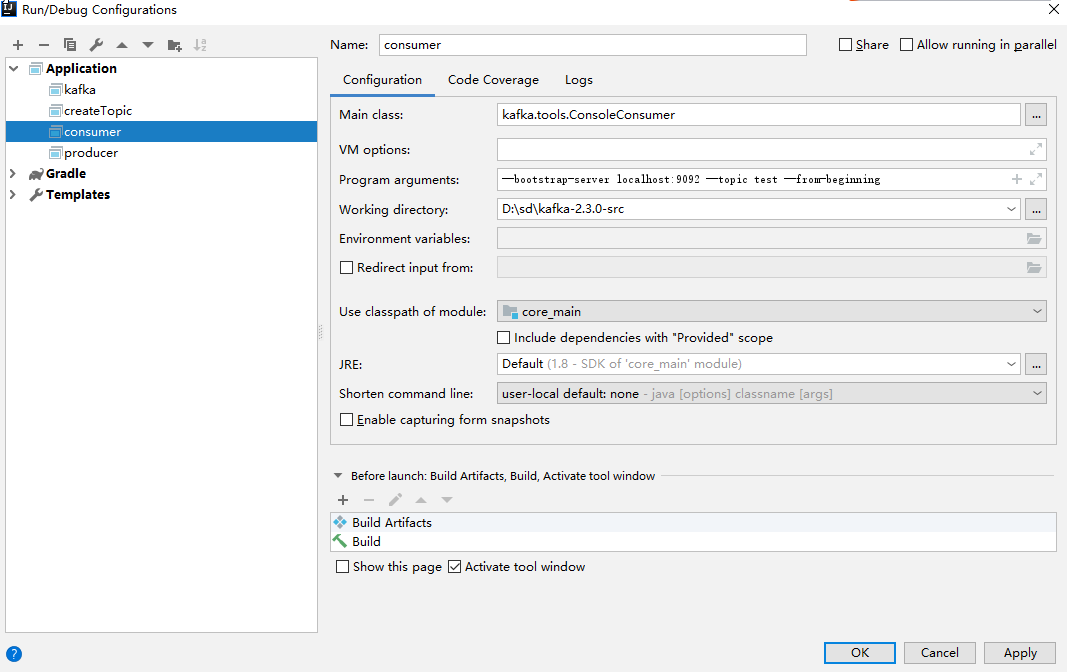 Run/Debug Configurations
Name: consumer
Share
Allow running in parallel
Application
kafka
createTopic
consumer
producer
Gradle
Templates
Configuration
Code Coverage
Logs
Main class: kafka.tools.ConsoleConsumer
...
VM options:
Program arguments: --bootstrap-server localhost:9092 --topic test --from-beginning
Working directory: D:\sd\kafka-2.3.0-src
...
Environment variables:
Redirect input from:
Use classpath of module: core_main
Include dependencies with "Provided" scope
JRE: Default (1.8 - SDK of 'core_main' module)
...
Shorten command line: user-local default: none - java [options] classname [args]
Enable capturing form snapshots
Before launch: Build Artifacts, Build, Activate tool window
Build Artifacts
Build
Show this page
Activate tool window
?
OK
Cancel
Apply